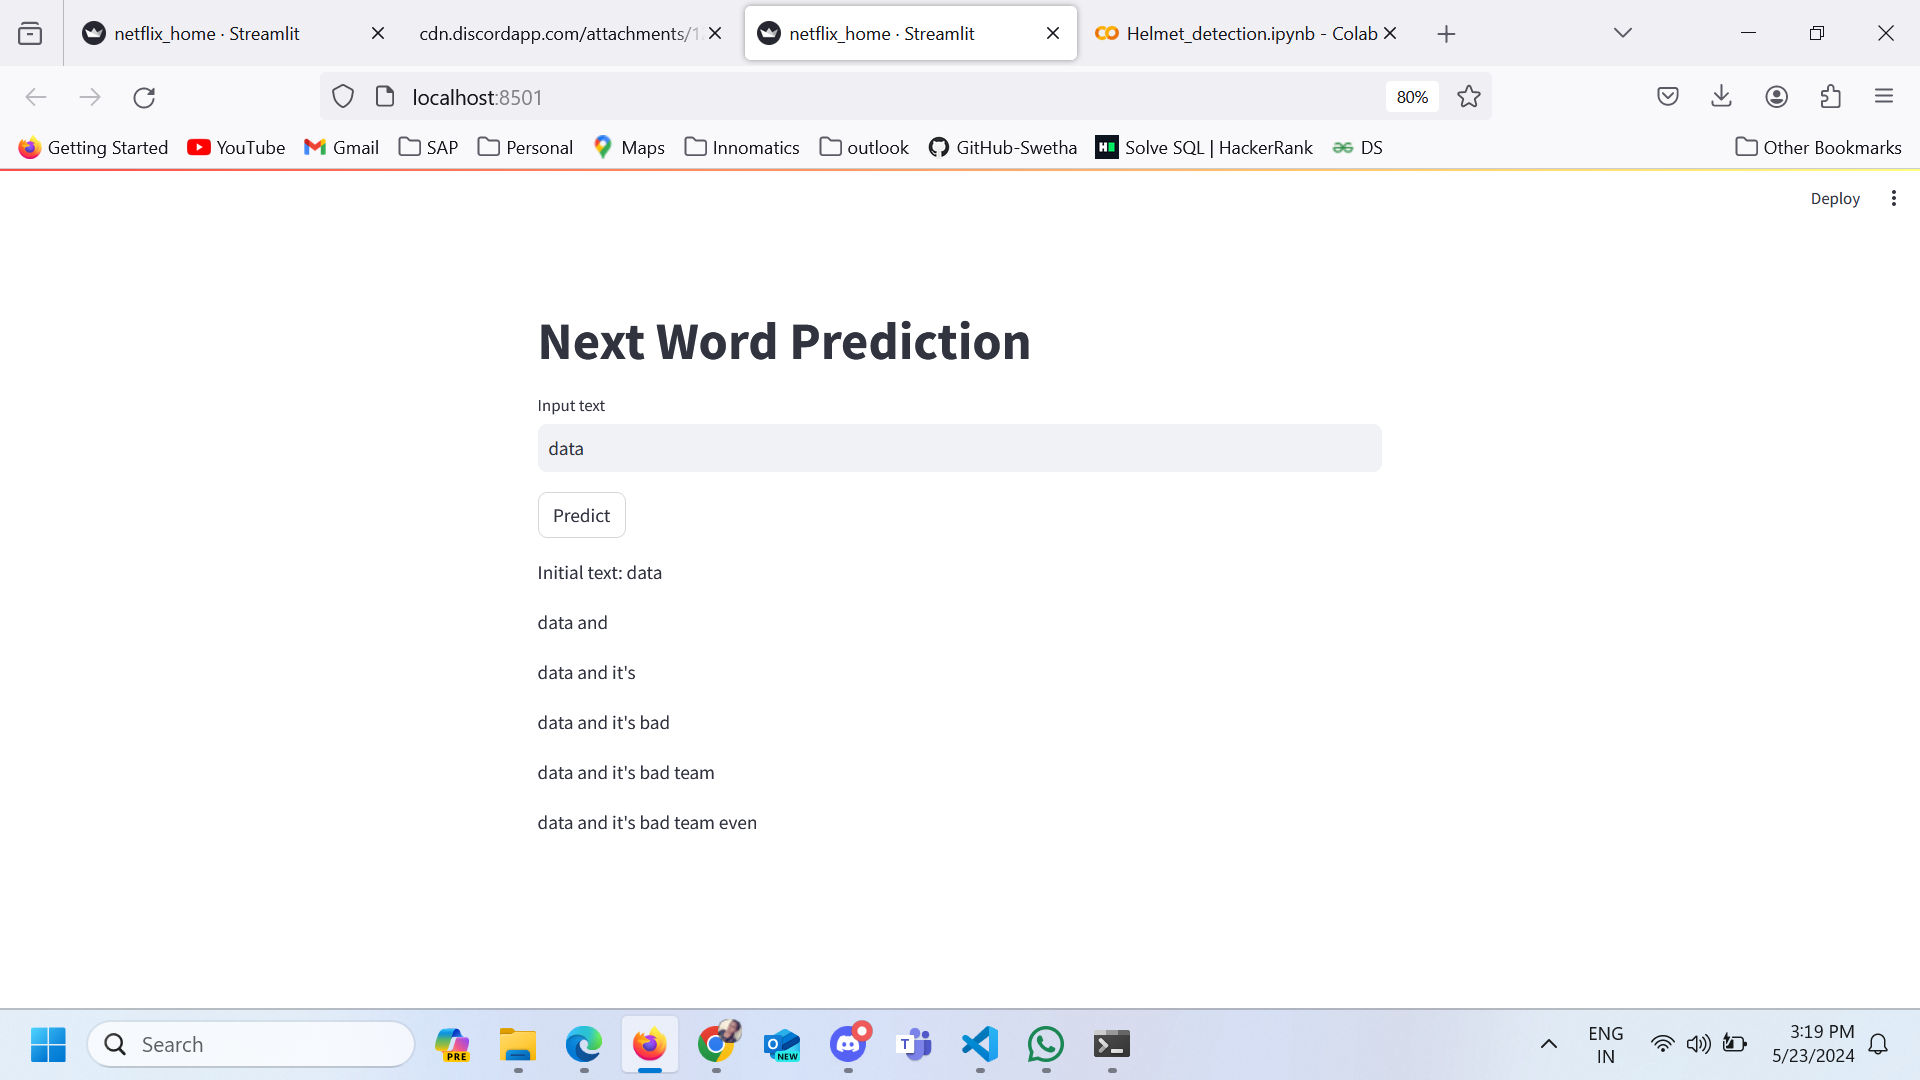 netflix_home · Streamlit
cdn.discordapp.com/attachments/12
netflix_home · Streamlit
Helmet_detection.ipynb - Colab
localhost:8501
80%
Getting Started
YouTube
Gmail
SAP
Personal
Maps
Innomatics
outlook
GitHub-Swetha
Solve SQL | HackerRank
DS
Other Bookmarks
Deploy
Next Word Prediction
Input text
data
Predict
Initial text: data
data and
data and it's
data and it's bad
data and it's bad team
data and it's bad team even
Search
PRE
NEW
ENG
IN
3:19 PM
5/23/2024